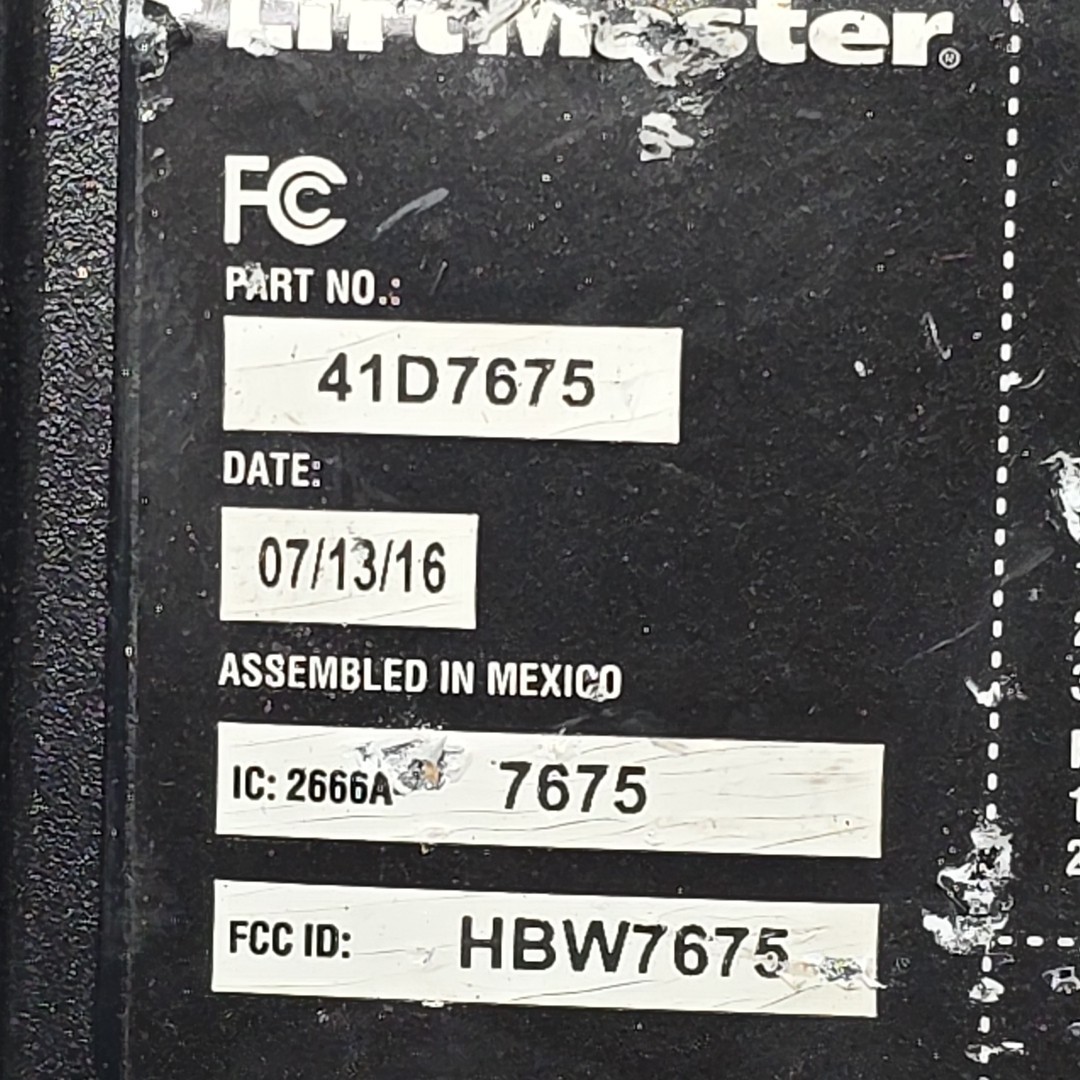 LiftMaster®
FC
PART NO.:
41D7675
DATE:
07/13/16
ASSEMBLED IN MEXICO
IC: 2666A 7675
FCC ID: HBW7675